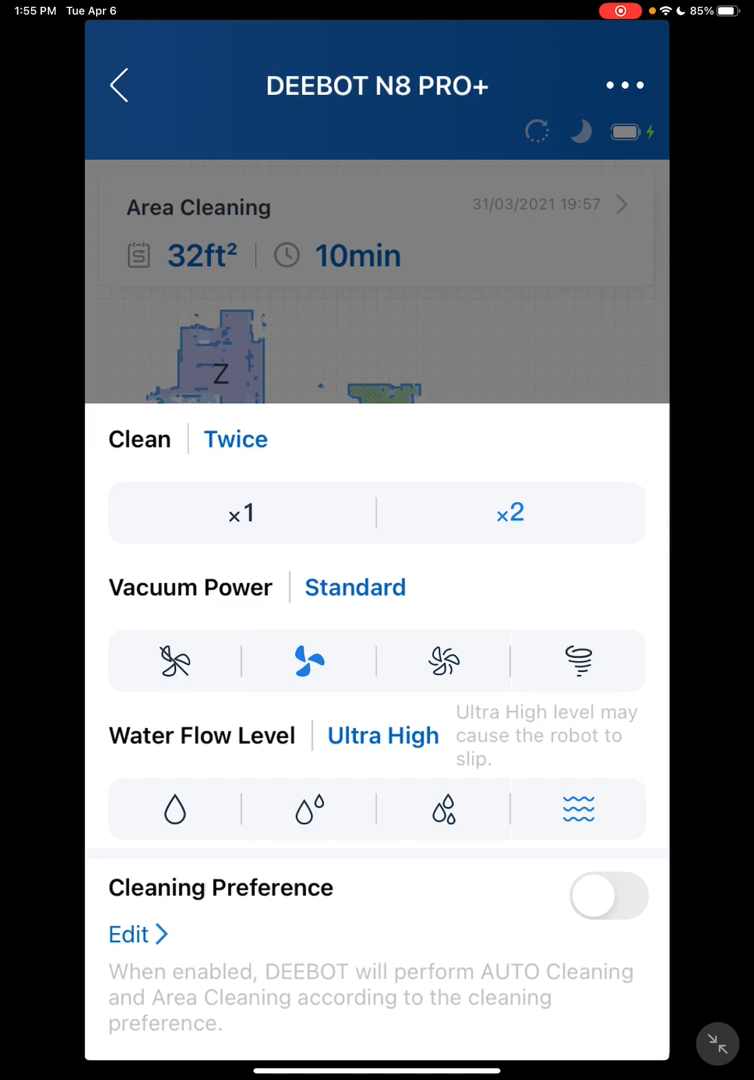 1:55 PM Tue Apr 6 85%
DEEBOT N8 PRO+
Area Cleaning 31/03/2021 19:57
32ft² 10min
Z
Clean Twice
×1 ×2
Vacuum Power Standard
Water Flow Level Ultra High
Ultra High level may
cause the robot to
slip.
Cleaning Preference
Edit
When enabled, DEEBOT will perform AUTO Cleaning
and Area Cleaning according to the cleaning
preference.